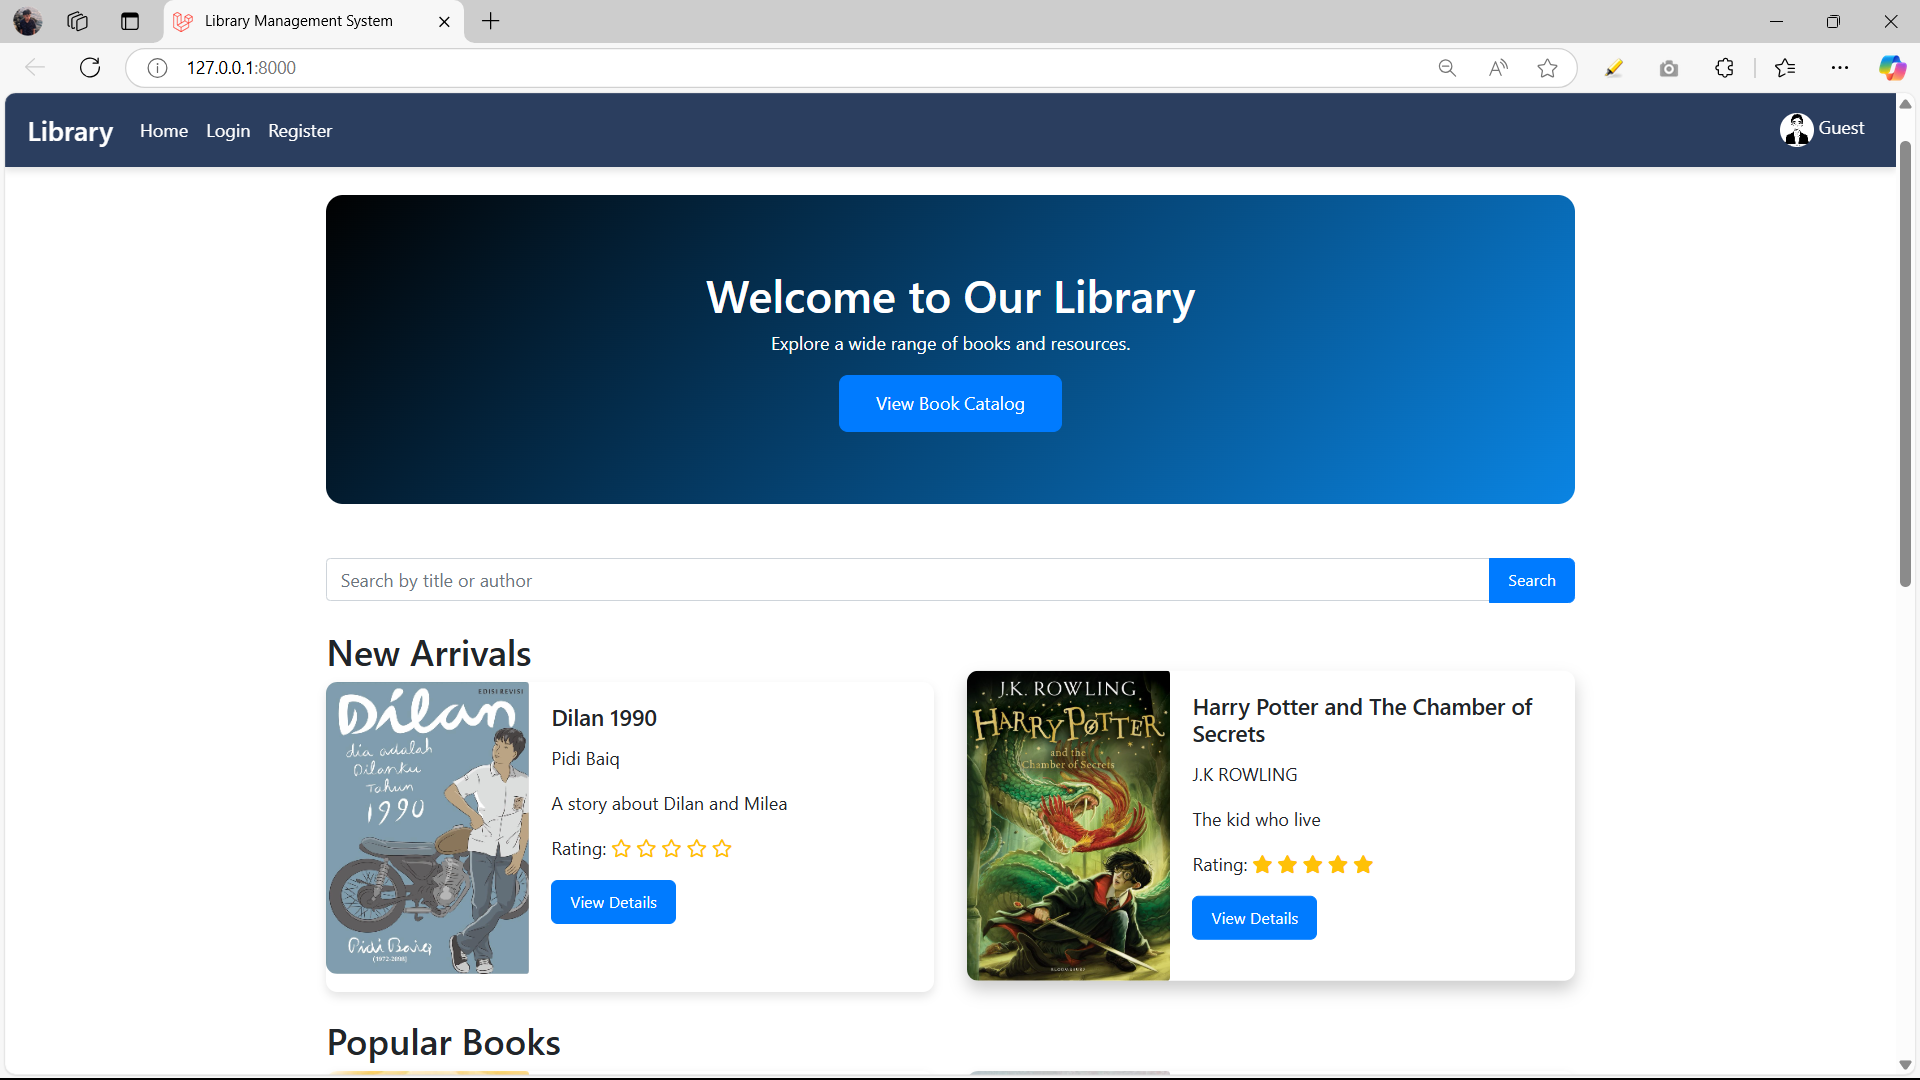 Library Management System
127.0.0.1:8000
Library Home Login Register Guest
Welcome to Our Library
Explore a wide range of books and resources.
View Book Catalog
Search by title or author
Search
New Arrivals
EDISI REVISI
Dilan
dia adalah
Dilanku
Tahun
1990
Pidi Baiq
(1972-2098)
Dilan 1990
Pidi Baiq
A story about Dilan and Milea
Rating:
View Details
J.K. ROWLING
HARRY POTTER
and the
Chamber of Secrets
BLOOMSBURY
Harry Potter and The Chamber of
Secrets
J.K ROWLING
The kid who live
Rating:
View Details
Popular Books